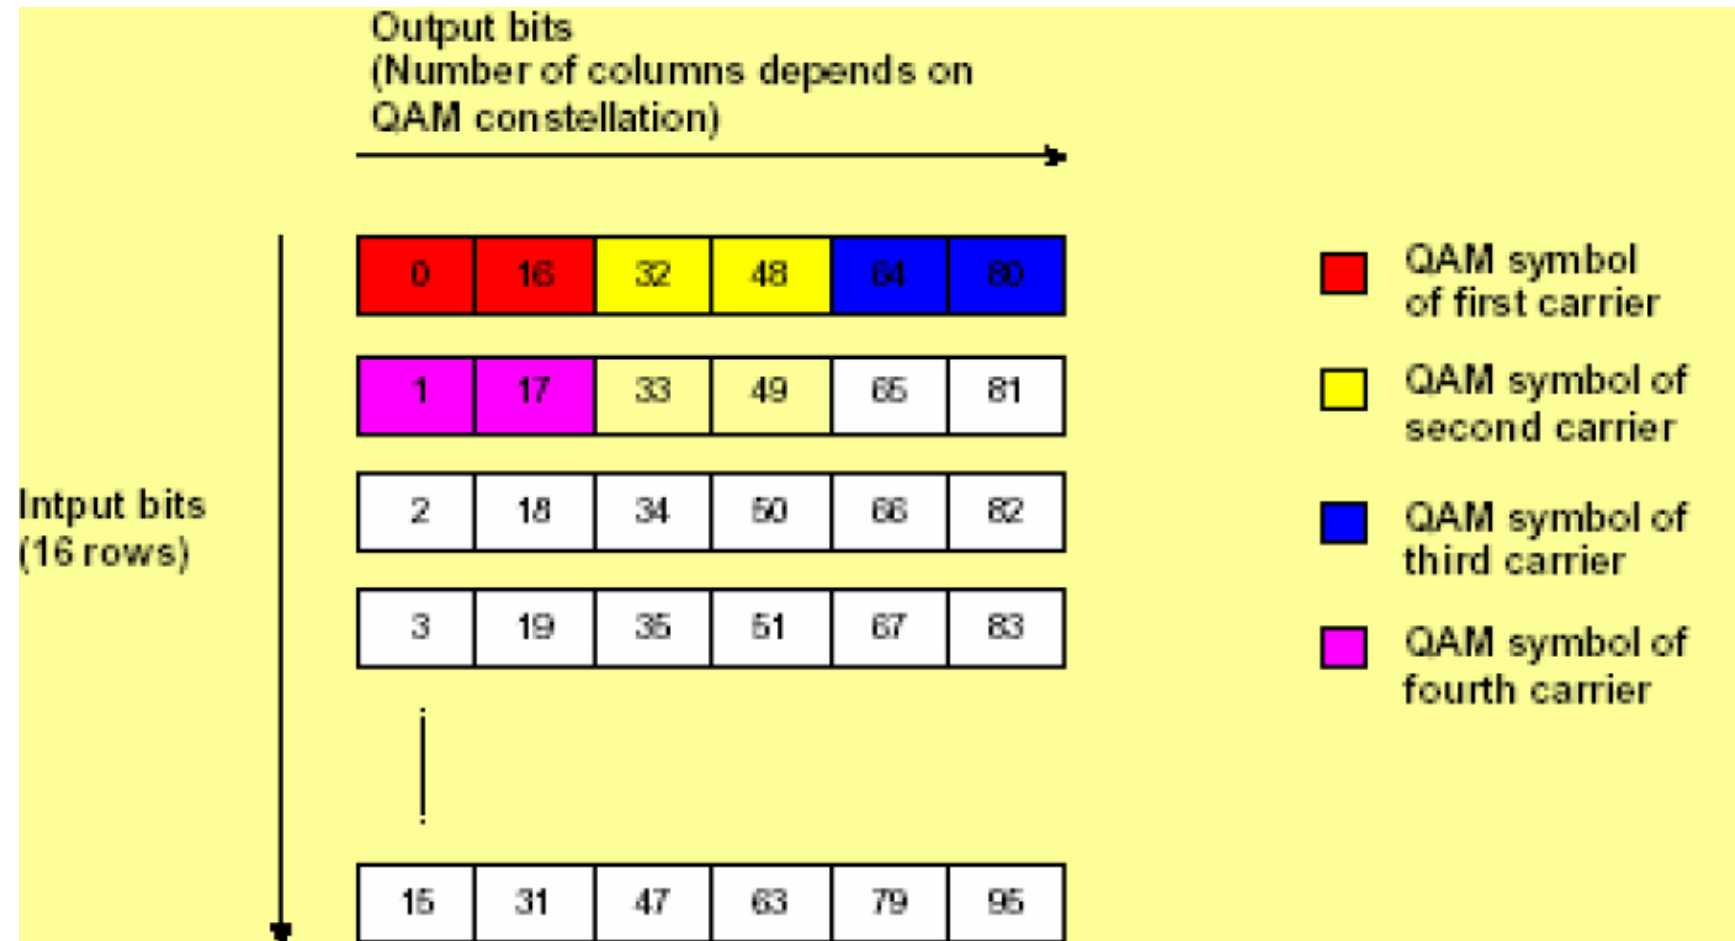 Output bits
(Number of columns depends on
QAM constellation)
0 16 32 48 64 80
1 17 33 49 65 81
2 18 34 50 66 82
3 19 35 51 67 83
15 31 47 63 79 95
Intput bits
(16 rows)
QAM symbol
of first carrier
QAM symbol of
second carrier
QAM symbol of
third carrier
QAM symbol of
fourth carrier